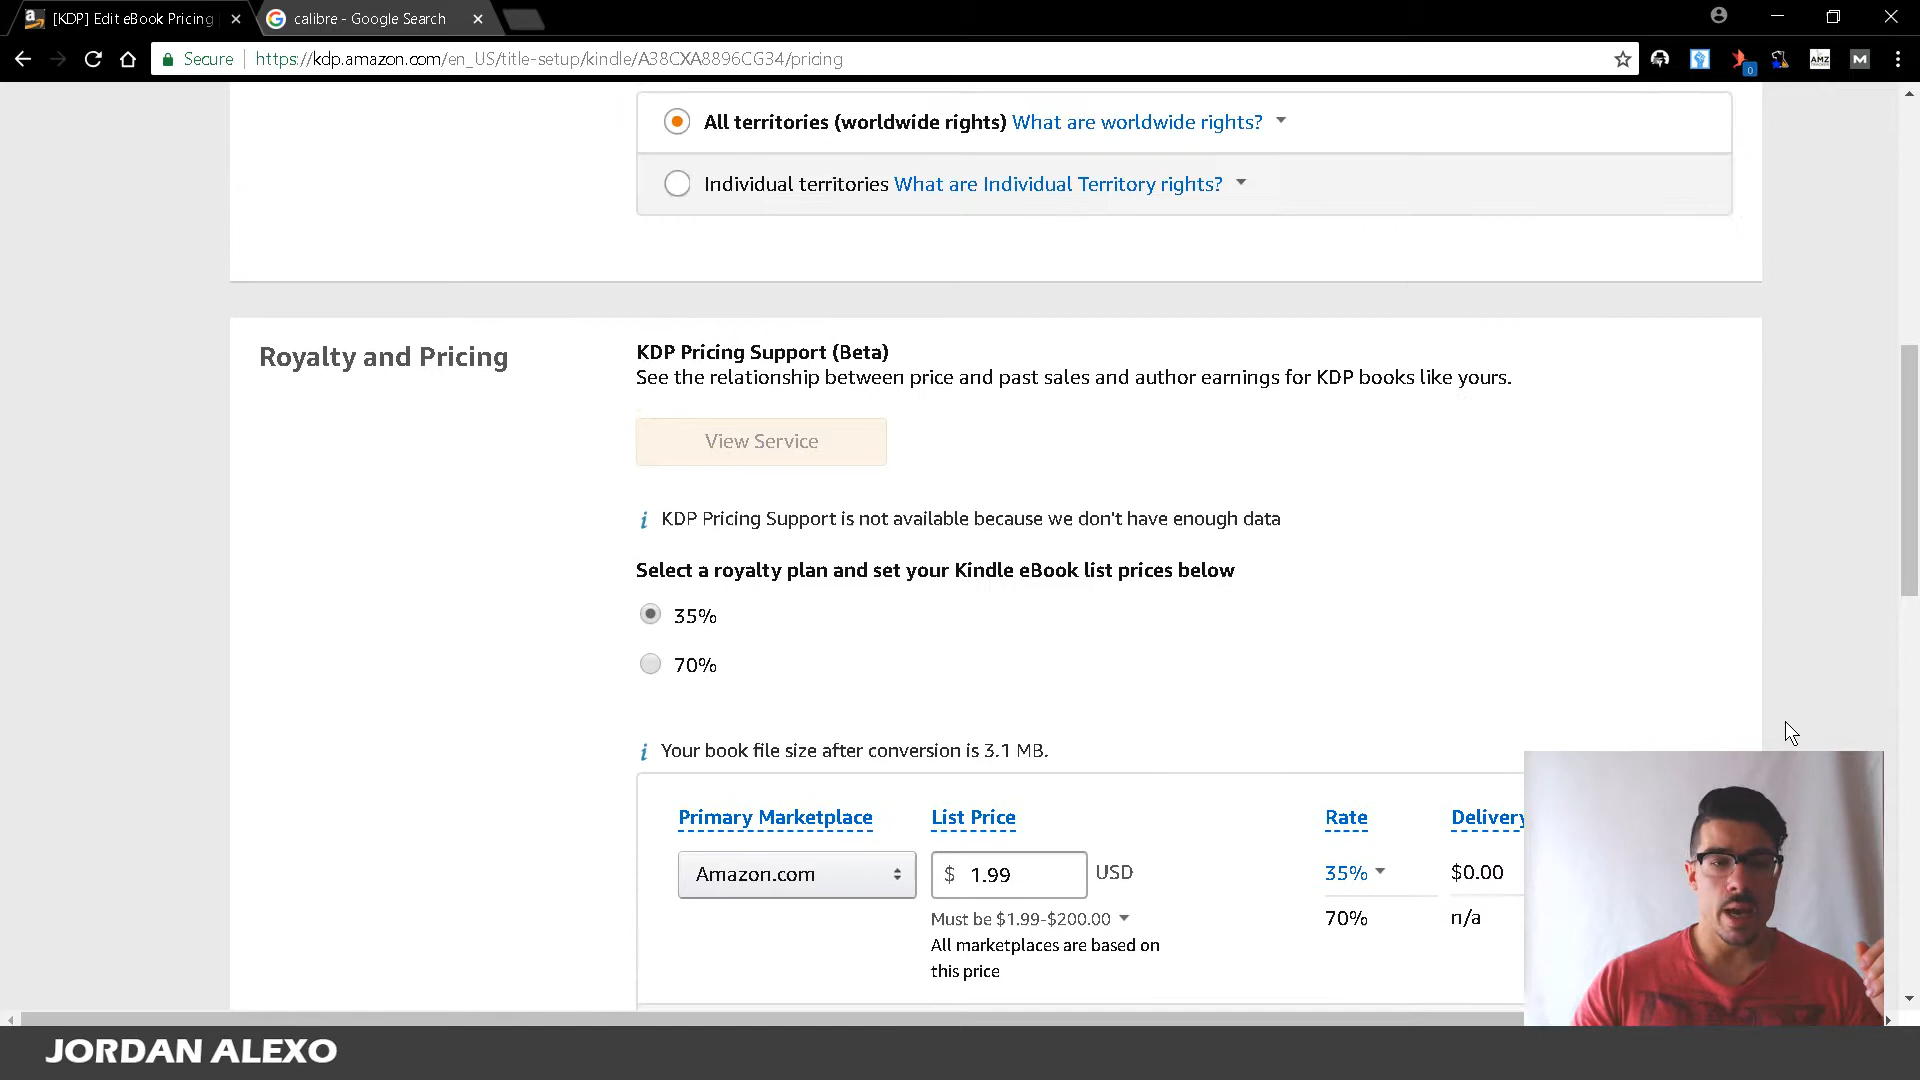 [KDP] Edit eBook Pricing
calibre - Google Search
Secure
https://kdp.amazon.com/en_US/title-setup/kindle/A38CXA8896CG34/pricing
0
AMZ
M
All territories (worldwide rights) What are worldwide rights?
Individual territories What are Individual Territory rights?
Royalty and Pricing
KDP Pricing Support (Beta)
See the relationship between price and past sales and author earnings for KDP books like yours.
View Service
KDP Pricing Support is not available because we don't have enough data
Select a royalty plan and set your Kindle eBook list prices below
35%
70%
Your book file size after conversion is 3.1 MB.
Primary Marketplace List Price Rate Delivery
Amazon.com $ 1.99 USD 35% $0.00
Must be $1.99-$200.00 70% n/a
All marketplaces are based on
this price
JORDAN ALEXO